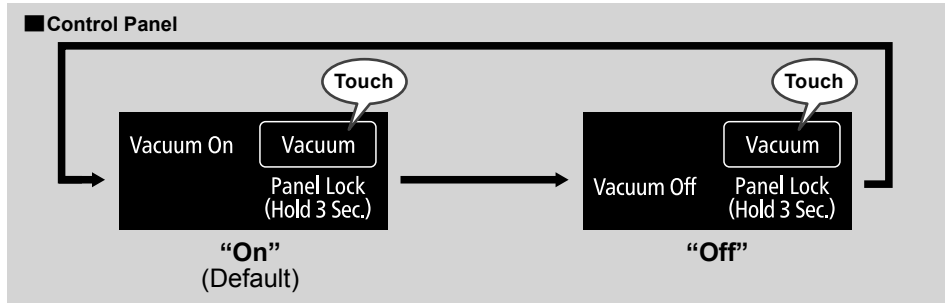 ■Control Panel
Touch
Vacuum On
Vacuum
Panel Lock
(Hold 3 Sec.)
“On”
(Default)
Touch
Vacuum
Vacuum Off
Panel Lock
(Hold 3 Sec.)
“Off”